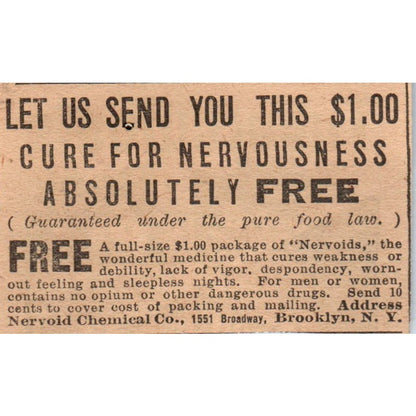 LET US SEND YOU THIS $1.00
CURE FOR NERVOUSNESS
ABSOLUTELY FREE
( Guaranteed under the pure food law. )
FREE A full-size $1.00 package of "Nervoids," the
wonderful medicine that cures weakness or
debility, lack of vigor, despondency, worn-
out feeling and sleepless nights. For men or women,
contains no opium or other dangerous drugs. Send 10
cents to cover cost of packing and mailing. Address
Nervoid Chemical Co., 1551 Broadway, Brooklyn, N. Y.